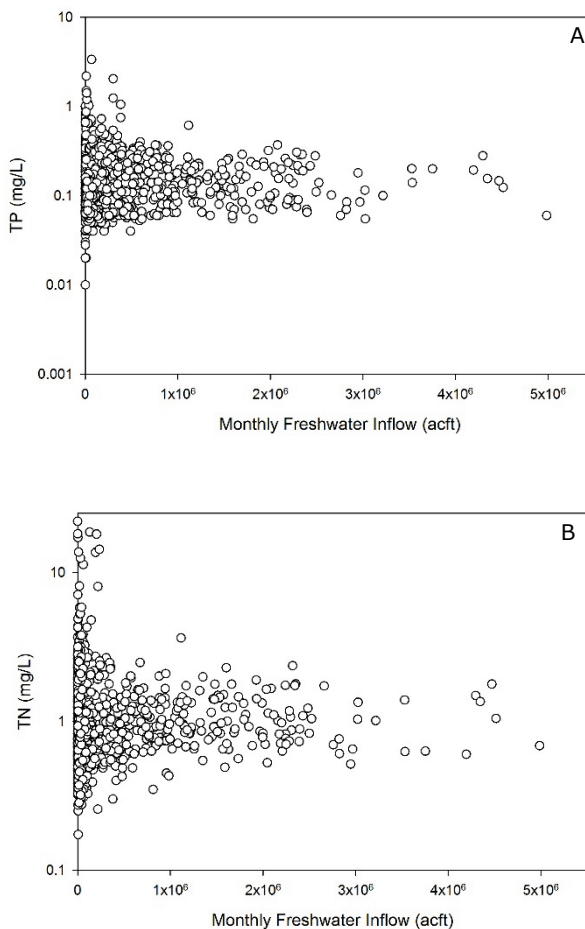 A
10
1
0.1
0.01
0.001
TP (mg/L)
0 1x10⁶ 2x10⁶ 3x10⁶ 4x10⁶ 5x10⁶
Monthly Freshwater Inflow (acft)
B
10
1
0.1
TN (mg/L)
0 1x10⁶ 2x10⁶ 3x10⁶ 4x10⁶ 5x10⁶
Monthly Freshwater Inflow (acft)